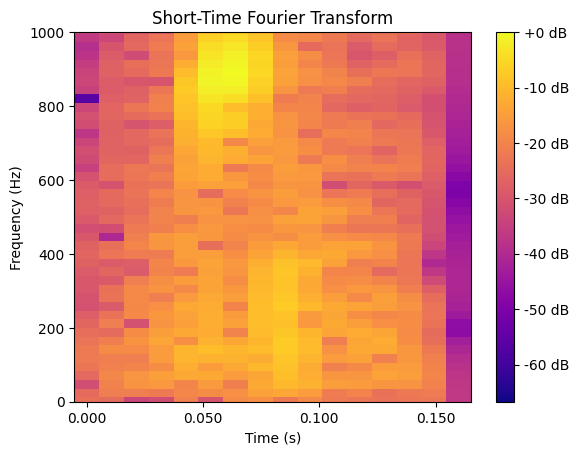 Short-Time Fourier Transform
Frequency (Hz)
1000
800
600
400
200
0
0.000
0.050
0.100
0.150
Time (s)
+0 dB
-10 dB
-20 dB
-30 dB
-40 dB
-50 dB
-60 dB